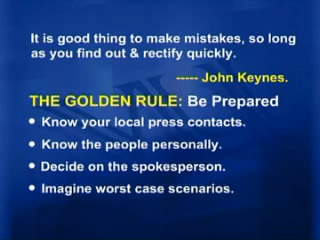 It is good thing to make mistakes, so long
as you find out & rectify quickly.
----- John Keynes.
THE GOLDEN RULE: Be Prepared
• Know your local press contacts.
• Know the people personally.
• Decide on the spokesperson.
• Imagine worst case scenarios.